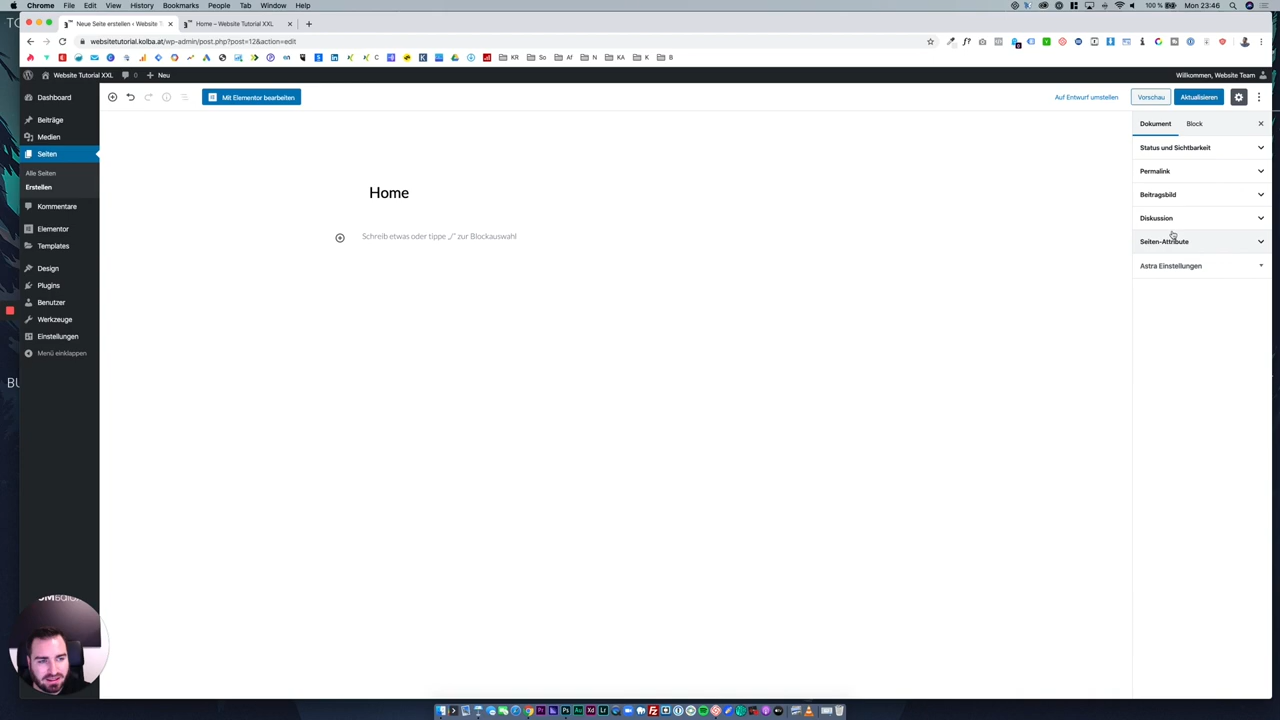 Chrome File Edit View History Bookmarks People Tab Window Help 100 % Mon 23:46
Neue Seite erstellen ‹ Website T Home – Website Tutorial XXL
websitetutorial.kolba.at/wp-admin/post.php?post=12&action=edit
C KR So Af N KA K B
Website Tutorial XXL 0 Neu Willkommen, Website Team
Dashboard
Mit Elementor bearbeiten Auf Entwurf umstellen Vorschau Aktualisieren
Beiträge
Medien
Seiten
Alle Seiten
Erstellen
Kommentare
Elementor
Templates
Design
Plugins
Benutzer
Werkzeuge
Einstellungen
Menü einklappen
Home
Schreib etwas oder tippe „/“ zur Blockauswahl
Dokument Block
Status und Sichtbarkeit
Permalink
Beitragsbild
Diskussion
Seiten-Attribute
Astra Einstellungen